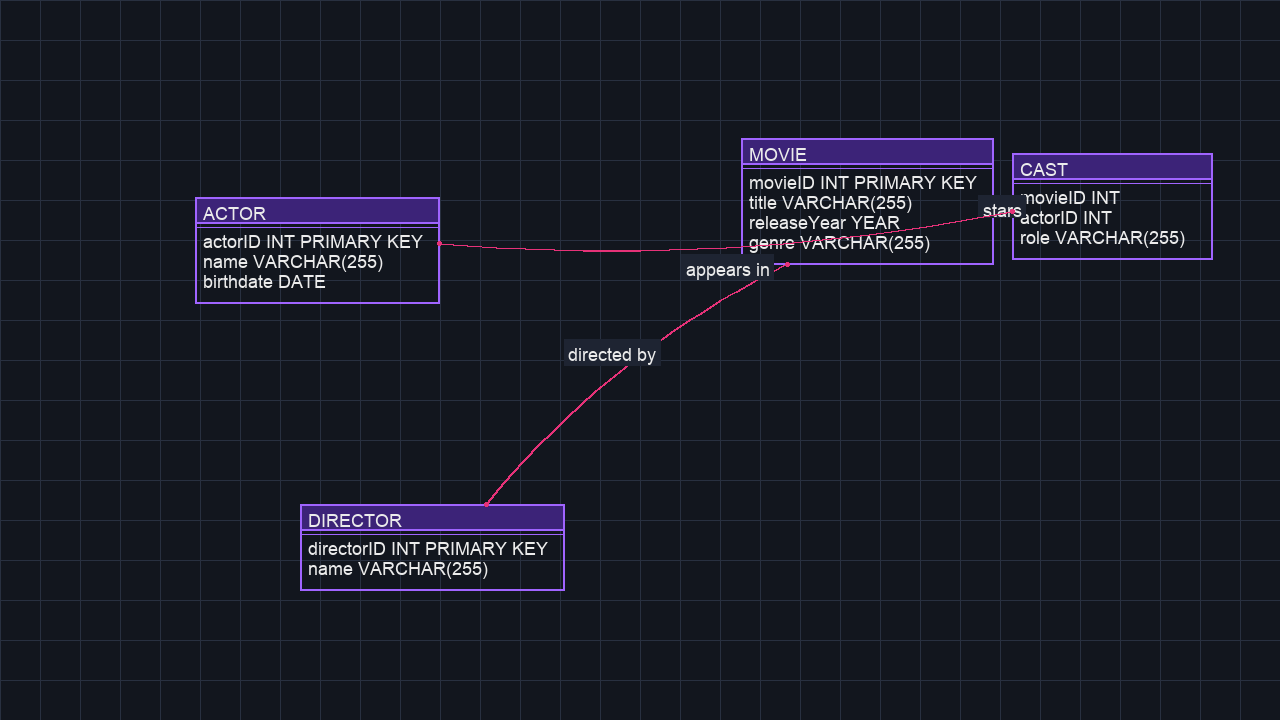 MOVIE
movieID INT PRIMARY KEY
title VARCHAR(255)
releaseYear YEAR
genre VARCHAR(255)
CAST
movieID INT
actorID INT
role VARCHAR(255)
stars
ACTOR
actorID INT PRIMARY KEY
name VARCHAR(255)
birthdate DATE
appears in
directed by
DIRECTOR
directorID INT PRIMARY KEY
name VARCHAR(255)